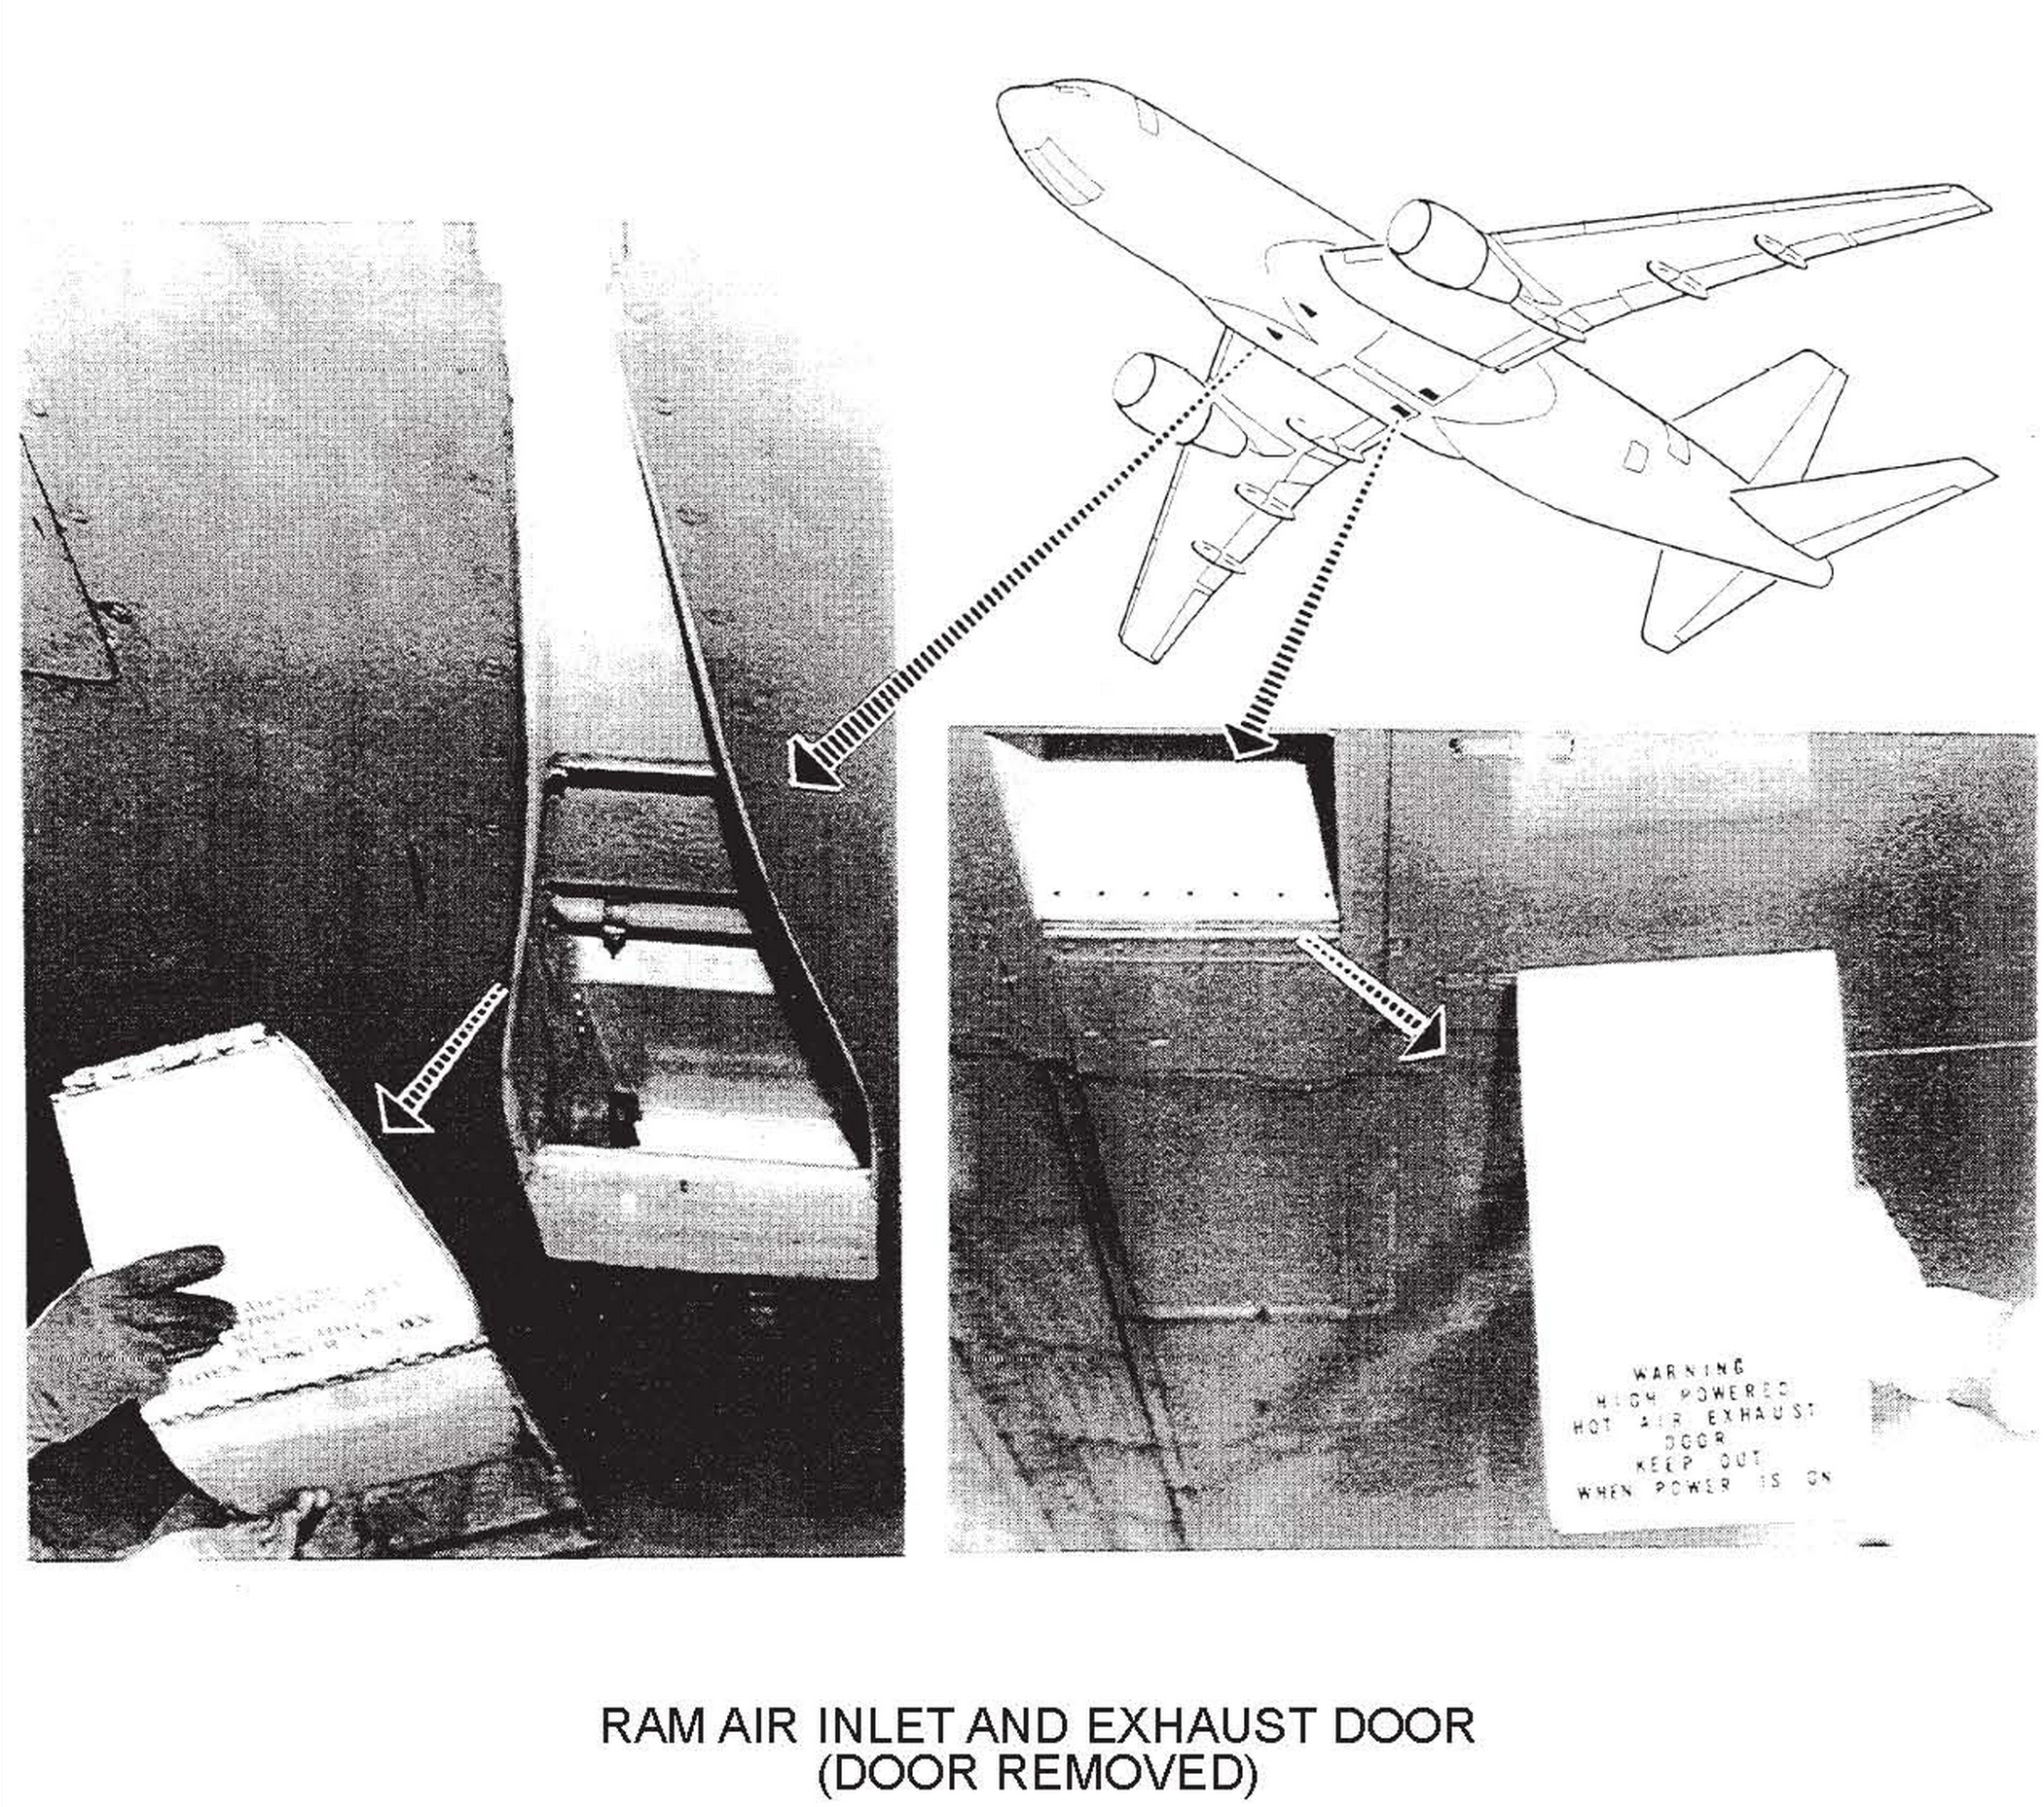 WARNING
HIGH POWERED
HOT AIR EXHAUST
DOOR
KEEP OUT
WHEN POWER IS ON
RAM AIR INLET AND EXHAUST DOOR
(DOOR REMOVED)